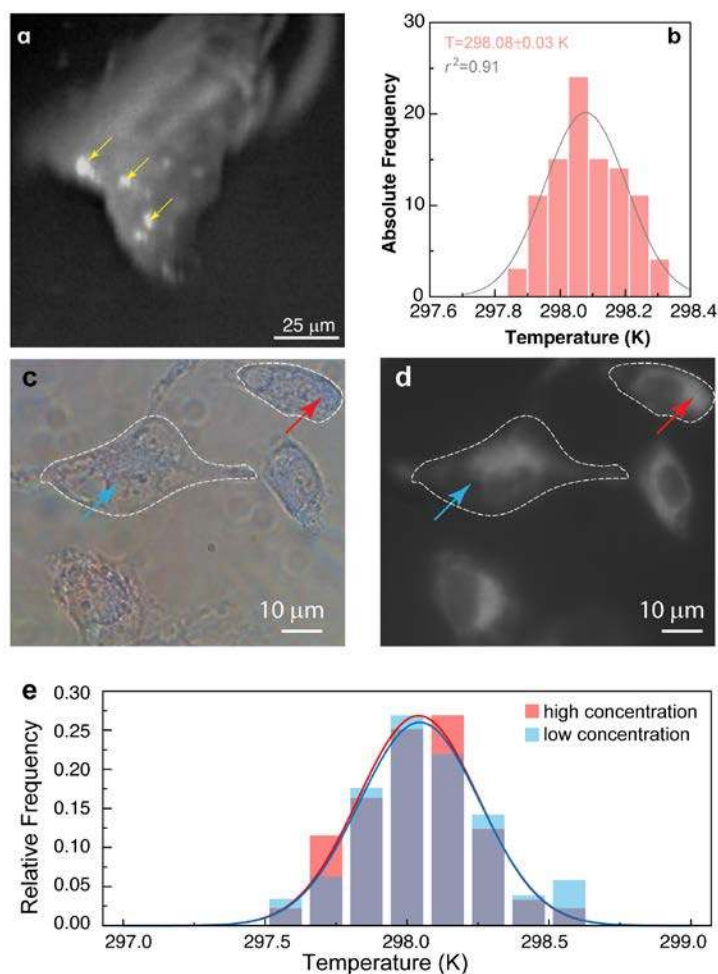 a
25 μm
b
T=298.08±0.03 K
r²=0.91
Absolute Frequency
30
20
10
0
297.6 297.8 298.0 298.2 298.4
Temperature (K)
c
10 μm
d
10 μm
e
high concentration
low concentration
Relative Frequency
0.30
0.25
0.20
0.15
0.10
0.05
0.00
297.0 297.5 298.0 298.5 299.0
Temperature (K)